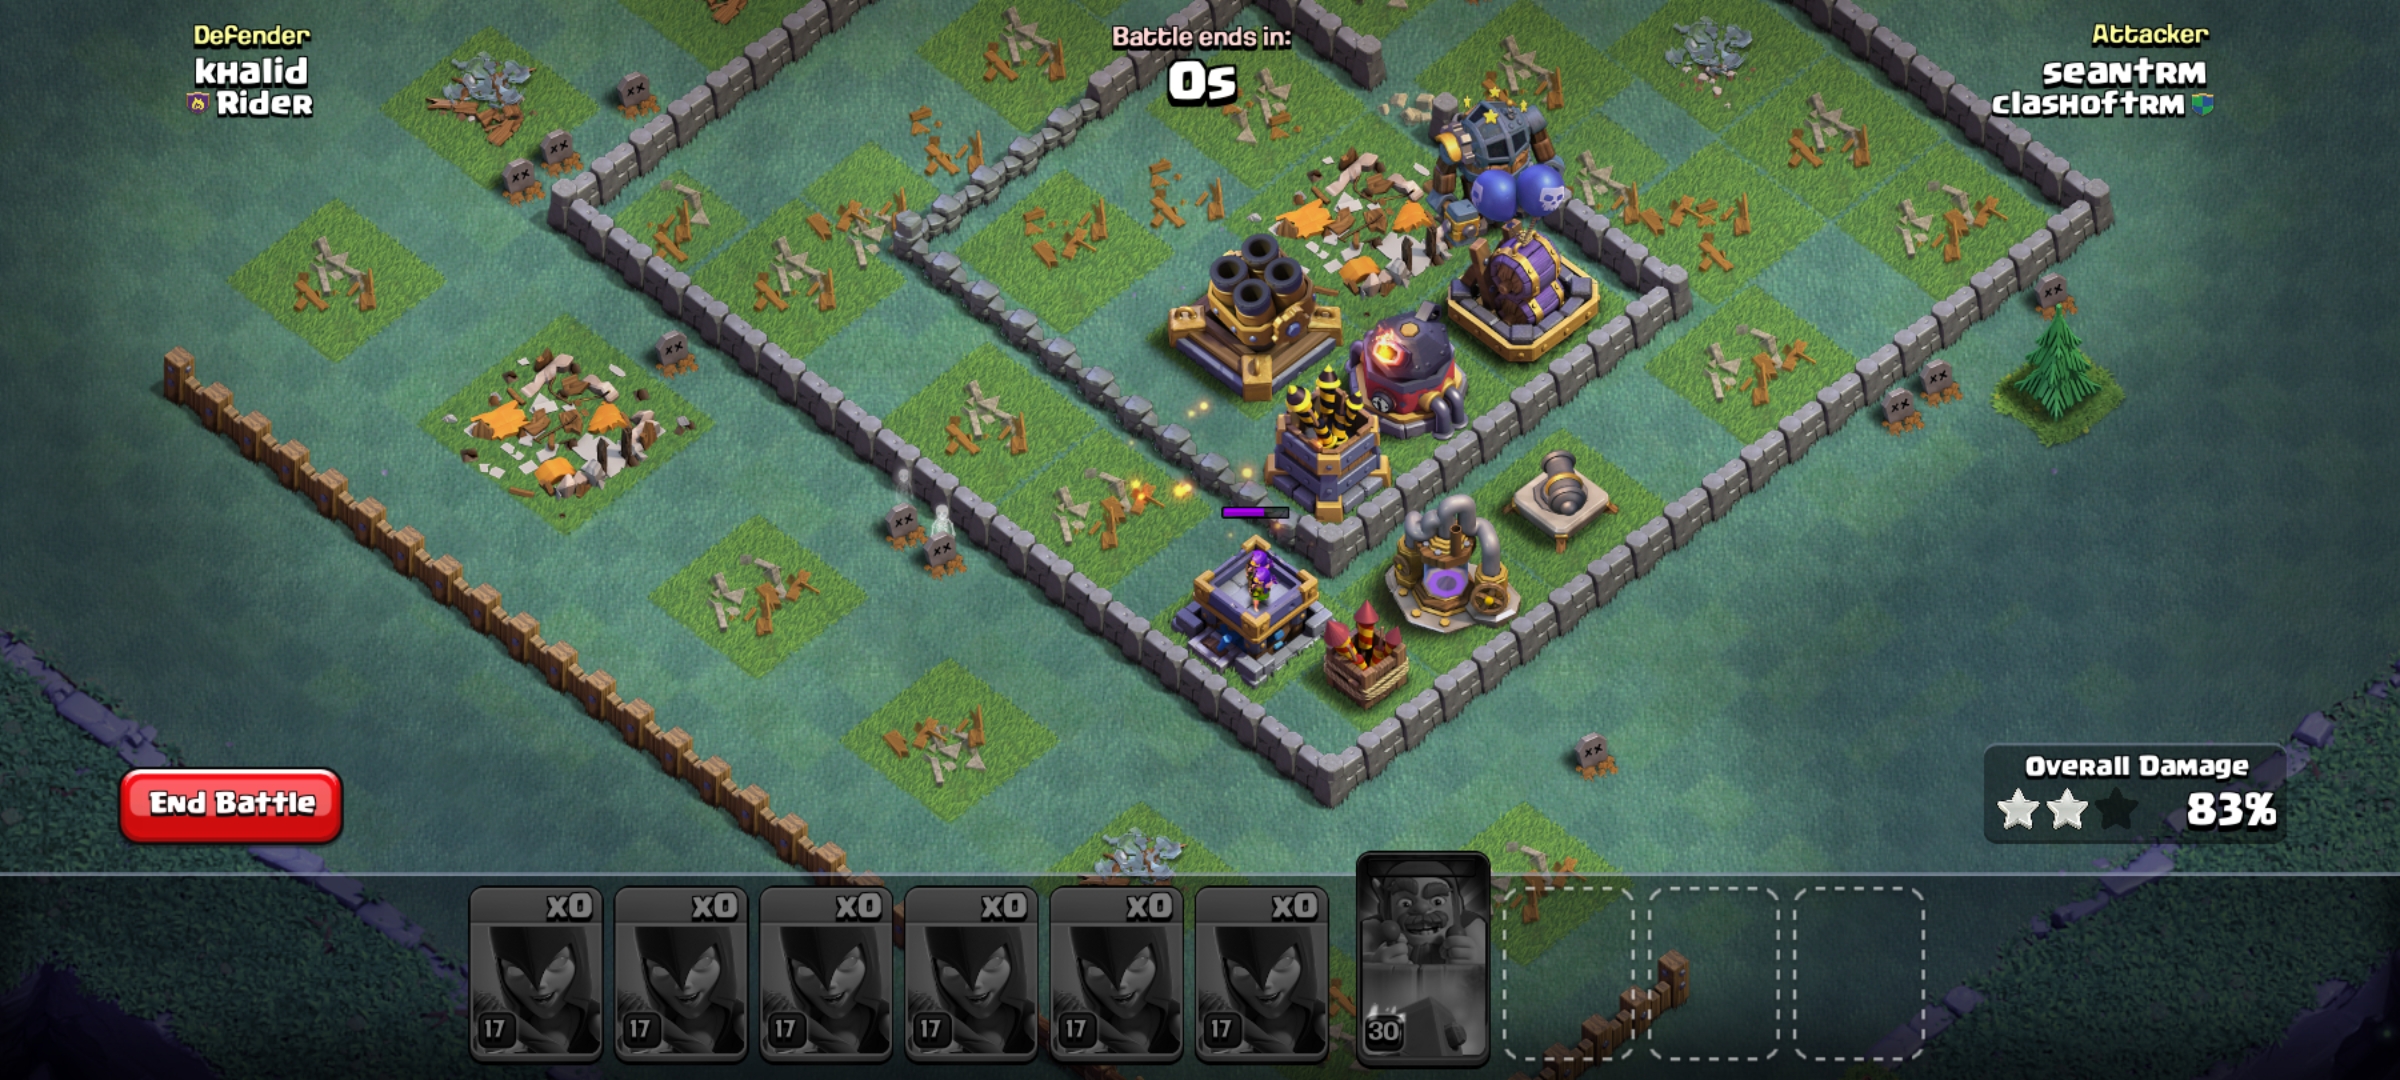 Defender
kHalid
Rider
Battle ends in:
0s
Attacker
seantRM
clashoftRM
End Battle
Overall Damage
83%
x0
x0
x0
x0
x0
x0
17
17
17
17
17
17
30